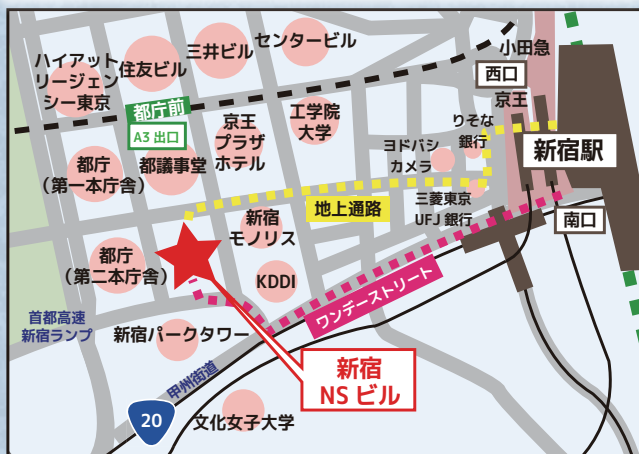 ハイアット
リージェン
シー東京
住友ビル
三井ビル
センタービル
小田急
西口
京王
都庁前
A3 出口
京王
プラザ
ホテル
工学院
大学
ヨドバシ
カメラ
りそな
銀行
新宿駅
都庁
（第一本庁舎）
都議事堂
地上通路
三菱東京
UFJ 銀行
南口
新宿
モノリス
都庁
（第二本庁舎）
KDDI
ワンデーストリート
首都高速
新宿ランプ
新宿パークタワー
甲州街道
新宿
NS ビル
20
文化女子大学